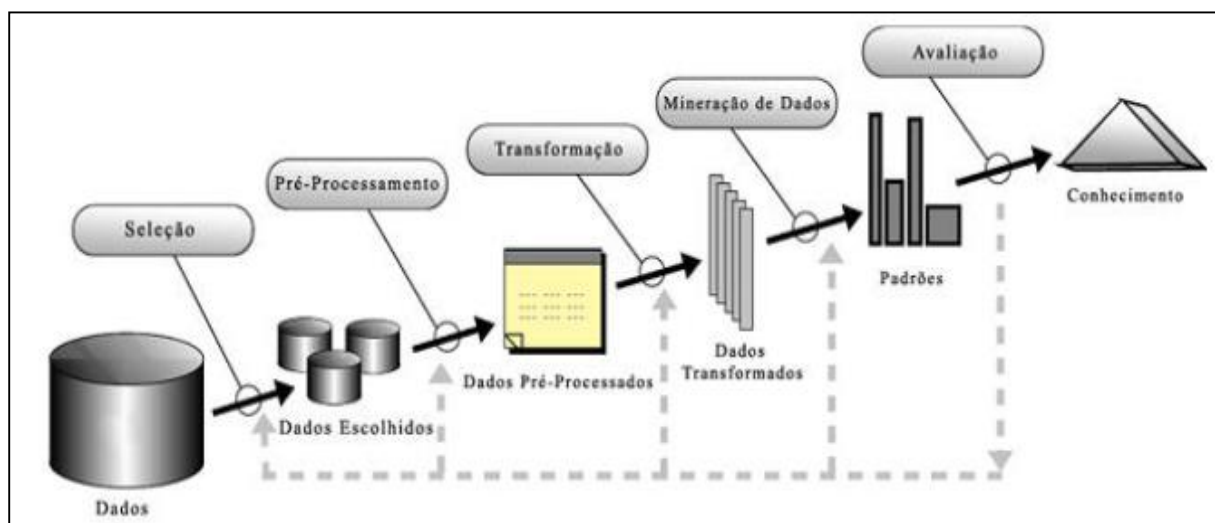 Seleção
Pré-Processamento
Transformação
Mineração de Dados
Avaliação
Dados
Dados Escolhidos
Dados Pré-Processados
Dados
Transformados
Padrões
Conhecimento